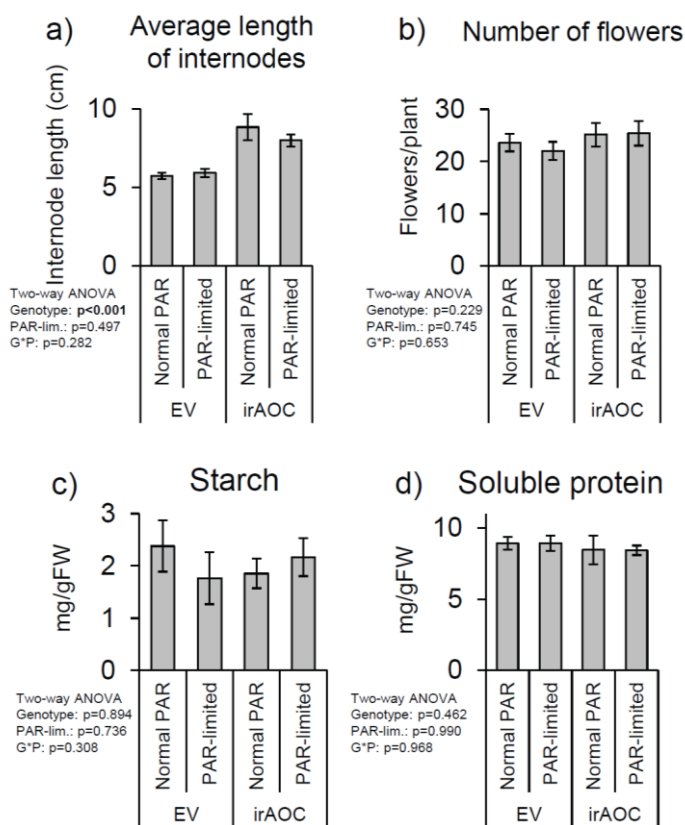 a)
Average length
of internodes
Internode length (cm)
10
5
0
Two-way ANOVA
Genotype: p<0.001
PAR-lim.: p=0.497
G*P: p=0.282
Normal PAR
PAR-limited
Normal PAR
PAR-limited
EV
irAOC
b)
Number of flowers
Flowers/plant
30
20
10
0
Two-way ANOVA
Genotype: p=0.229
PAR-lim.: p=0.745
G*P: p=0.653
Normal PAR
PAR-limited
Normal PAR
PAR-limited
EV
irAOC
c)
Starch
mg/gFW
3
2
1
0
Two-way ANOVA
Genotype: p=0.894
PAR-lim.: p=0.736
G*P: p=0.308
Normal PAR
PAR-limited
Normal PAR
PAR-limited
EV
irAOC
d)
Soluble protein
mg/gFW
10
5
0
Two-way ANOVA
Genotype: p=0.462
PAR-lim.: p=0.990
G*P: p=0.968
Normal PAR
PAR-limited
Normal PAR
PAR-limited
EV
irAOC